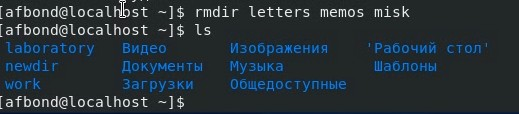 [afbond@localhost ~]$ rmdir letters memos misk
[afbond@localhost ~]$ ls
laboratory Видео Изображения 'Рабочий стол'
newdir Документы Музыка Шаблоны
work Загрузки Общедоступные
[afbond@localhost ~]$